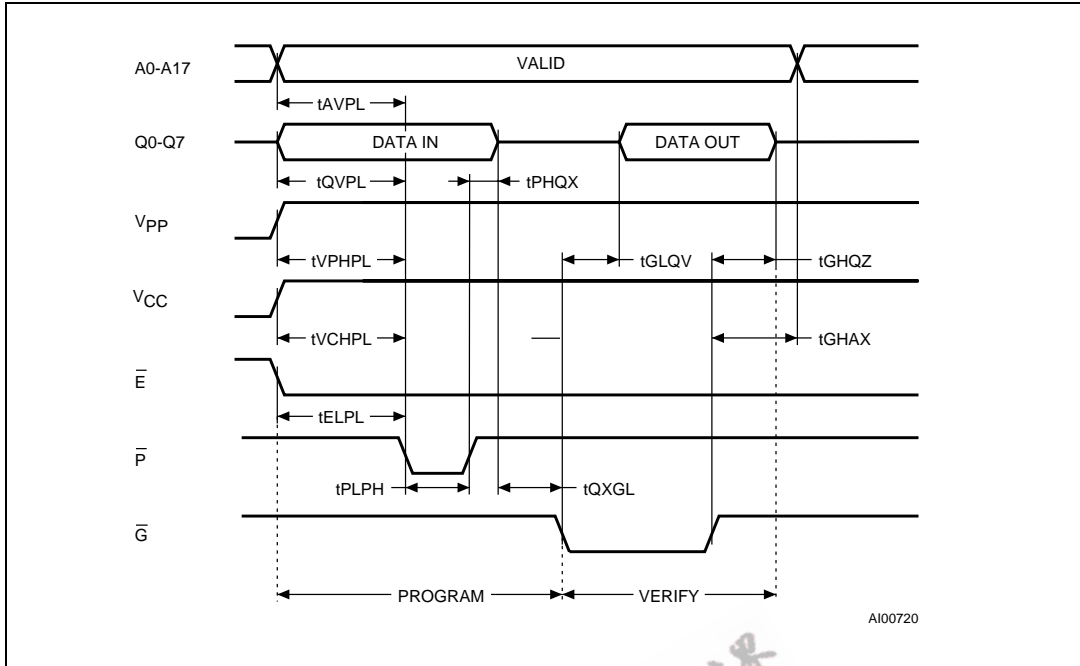 A0-A17
VALID
tAVPL
Q0-Q7
DATA IN
DATA OUT
tQVPL
tPHQX
VPP
tVPHPL
tGLQV
tGHQZ
VCC
tVCHPL
tGHAX
E̅
tELPL
P̅
tPLPH
tQXGL
G̅
PROGRAM
VERIFY
AI00720